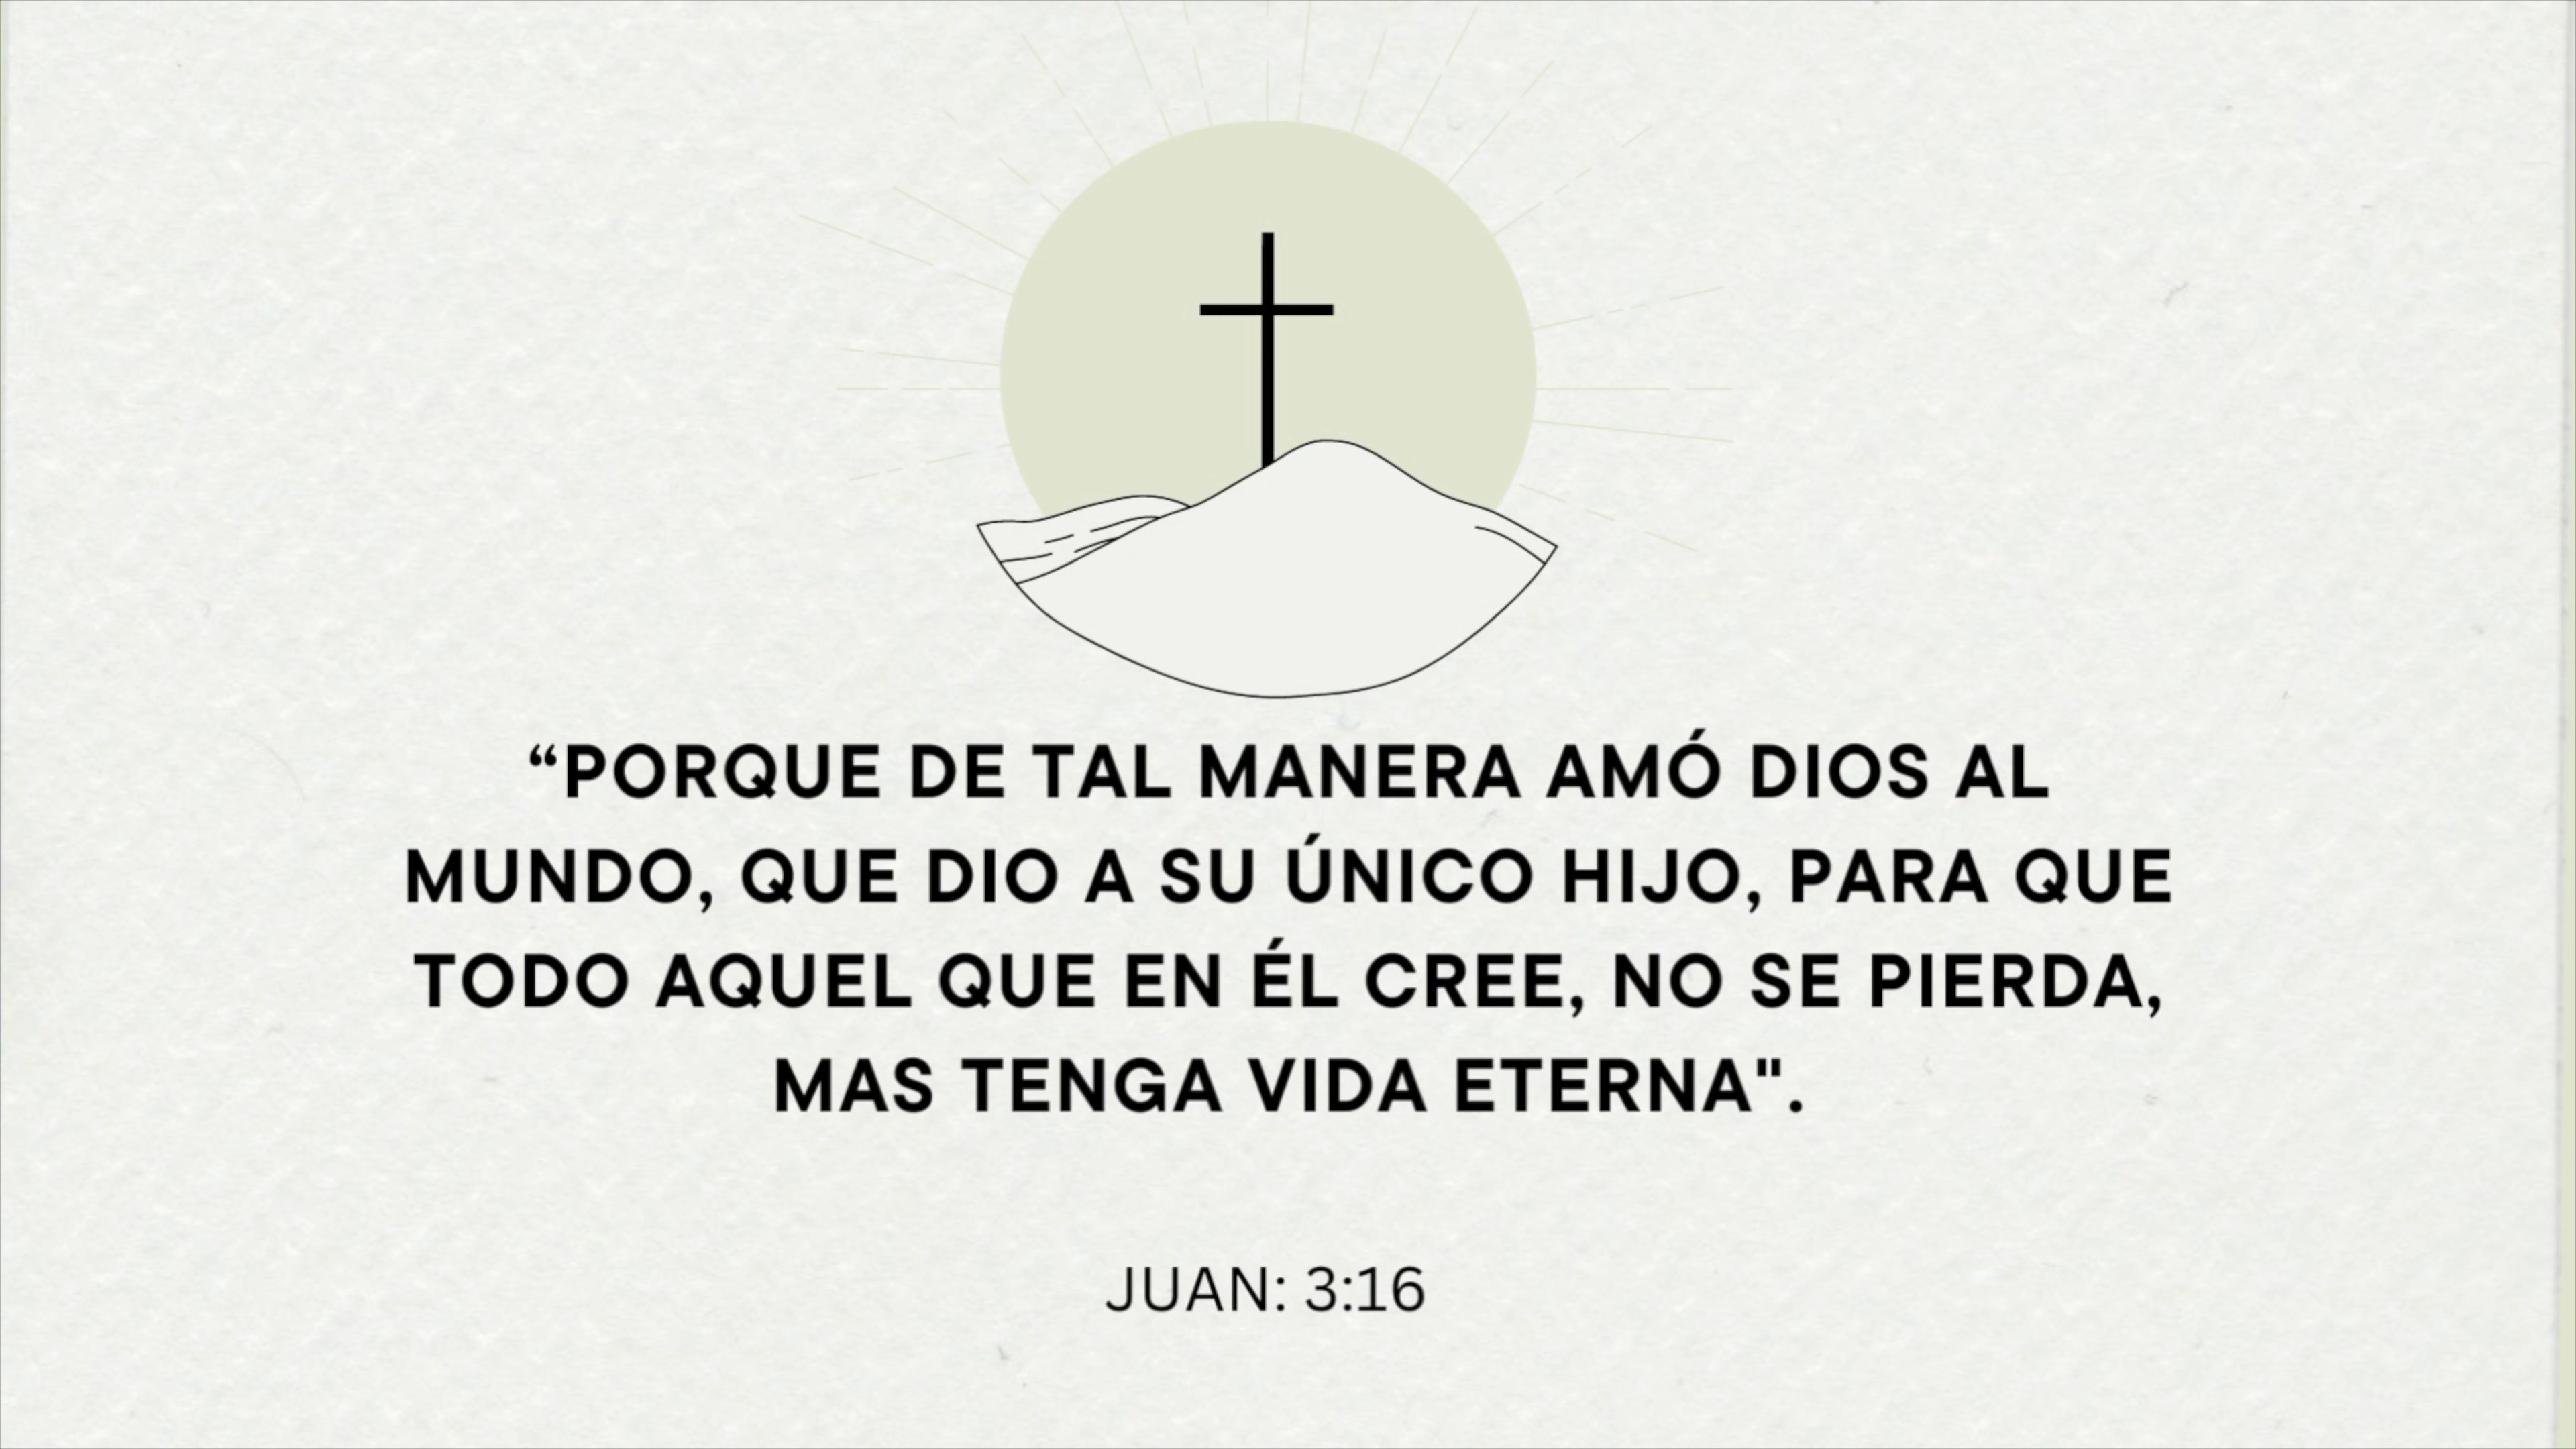 “PORQUE DE TAL MANERA AMÓ DIOS AL
MUNDO, QUE DIO A SU ÚNICO HIJO, PARA QUE
TODO AQUEL QUE EN ÉL CREE, NO SE PIERDA,
MAS TENGA VIDA ETERNA".
JUAN: 3:16